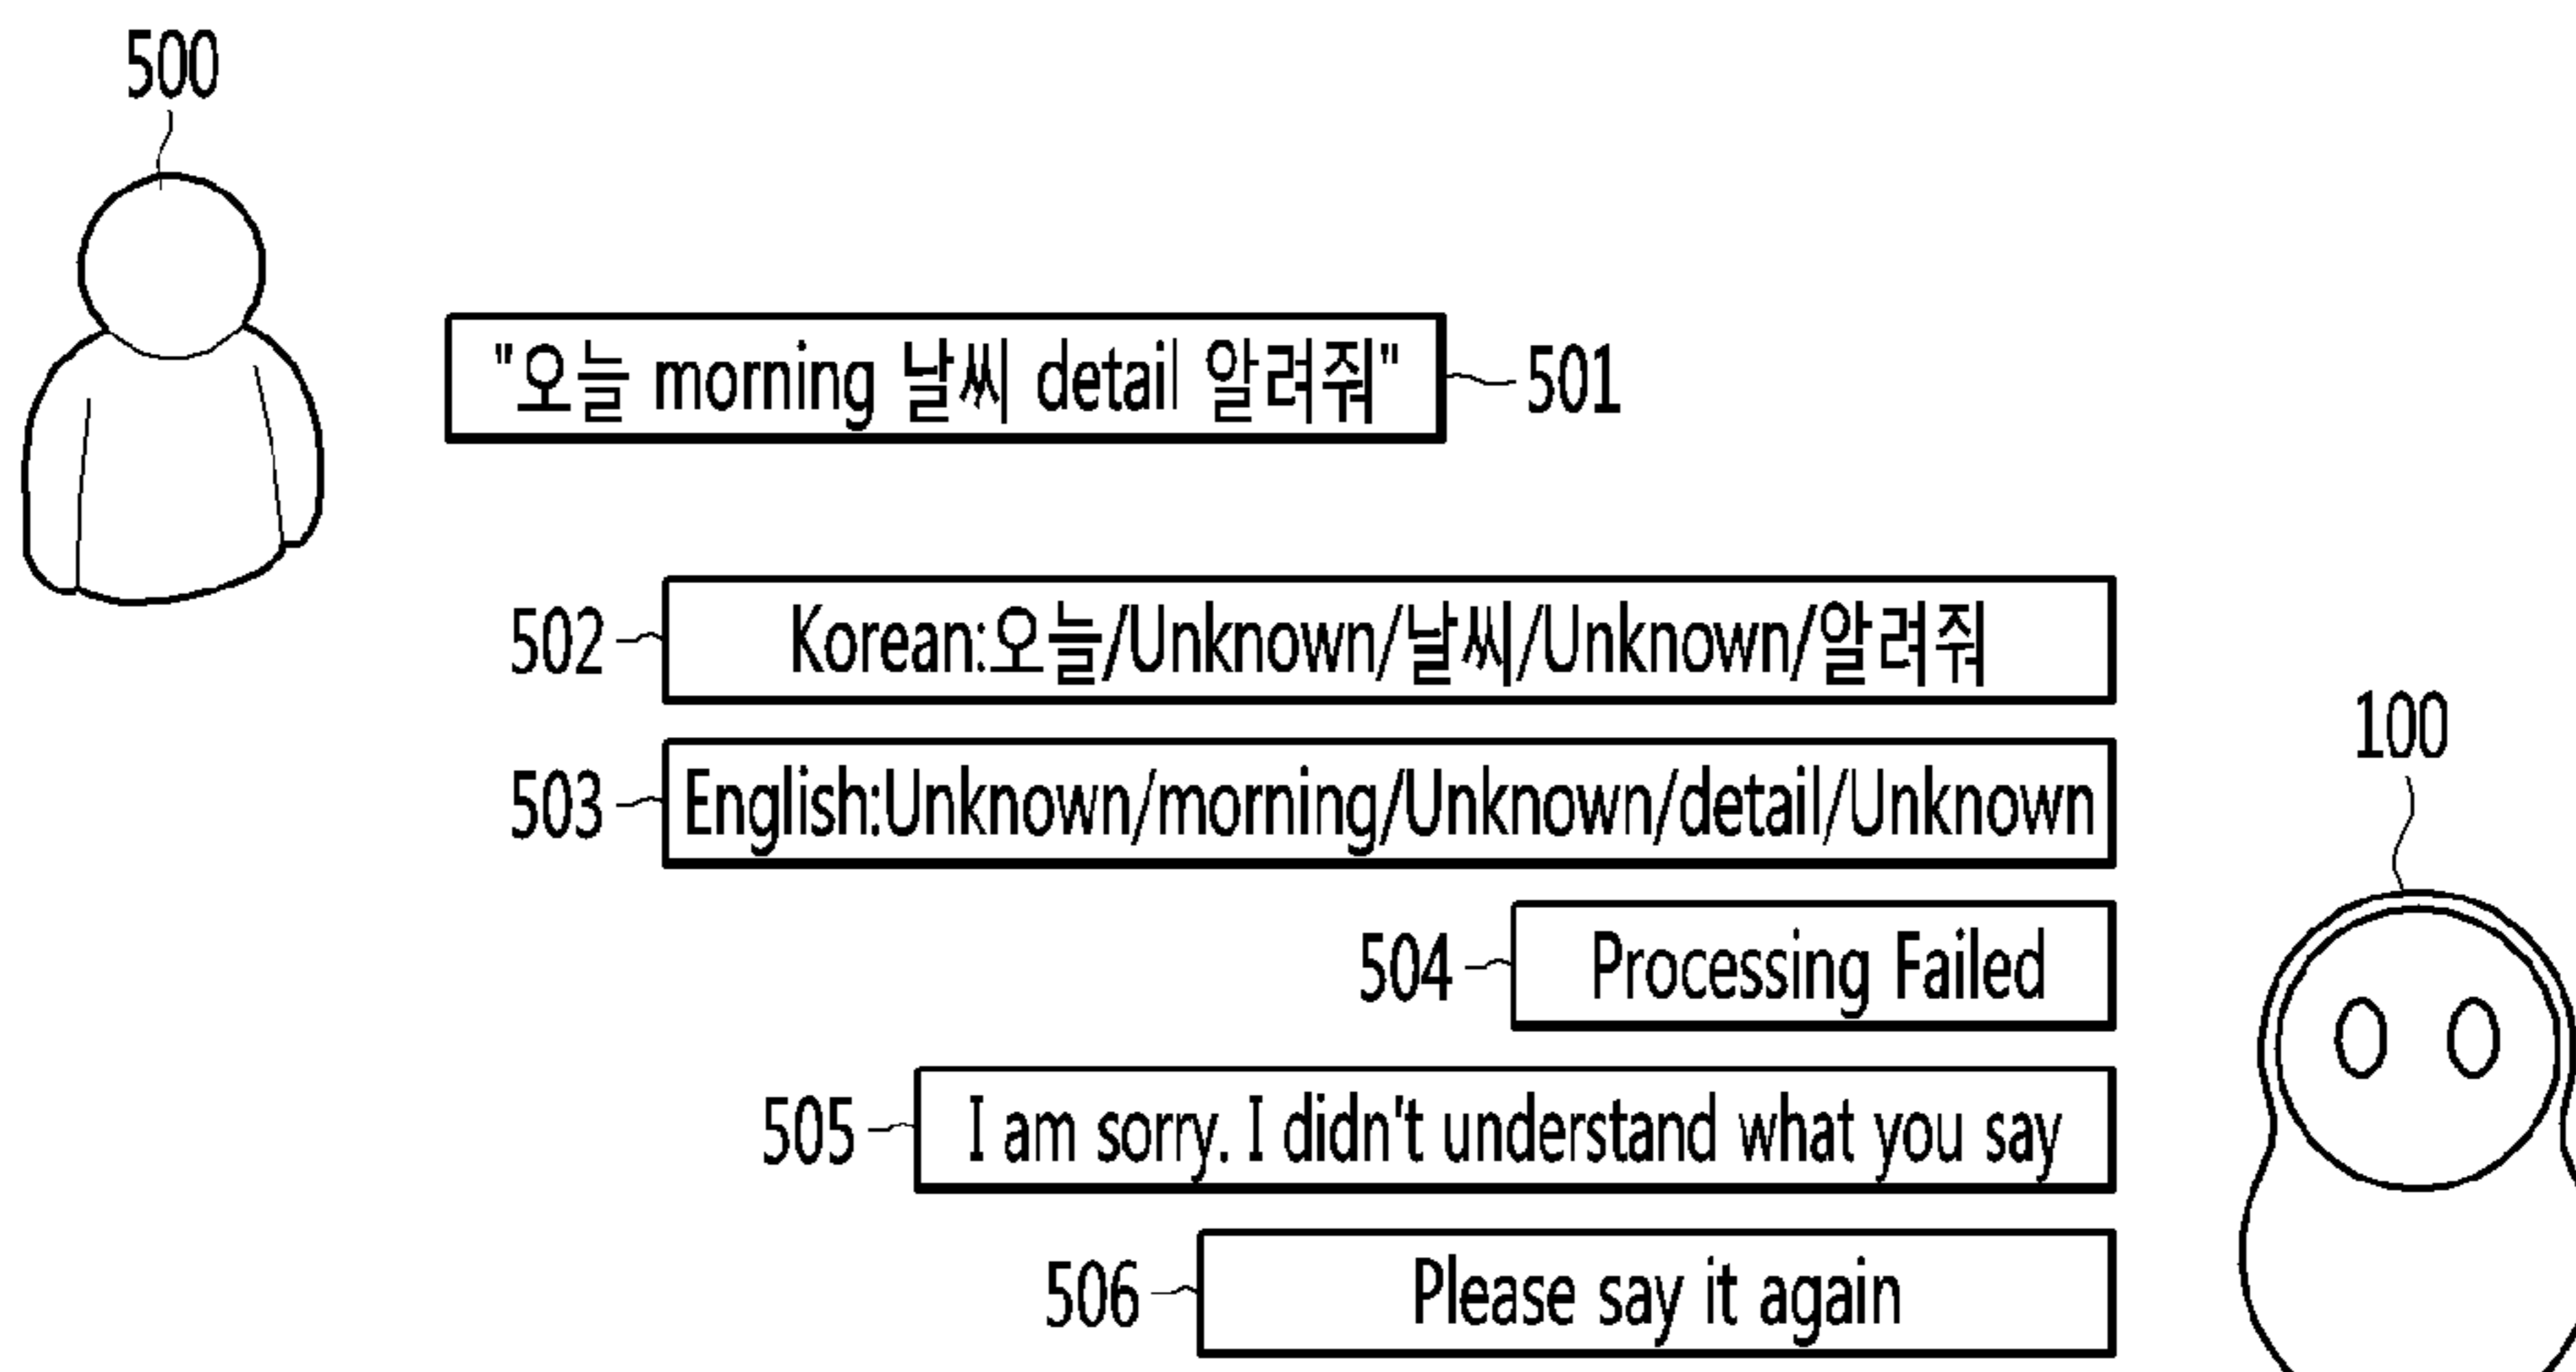 500
"오늘 morning 날씨 detail 알려줘" 501
502 Korean:오늘/Unknown/날씨/Unknown/알려줘
503 English:Unknown/morning/Unknown/detail/Unknown
100
504 Processing Failed
505 I am sorry. I didn't understand what you say
506 Please say it again